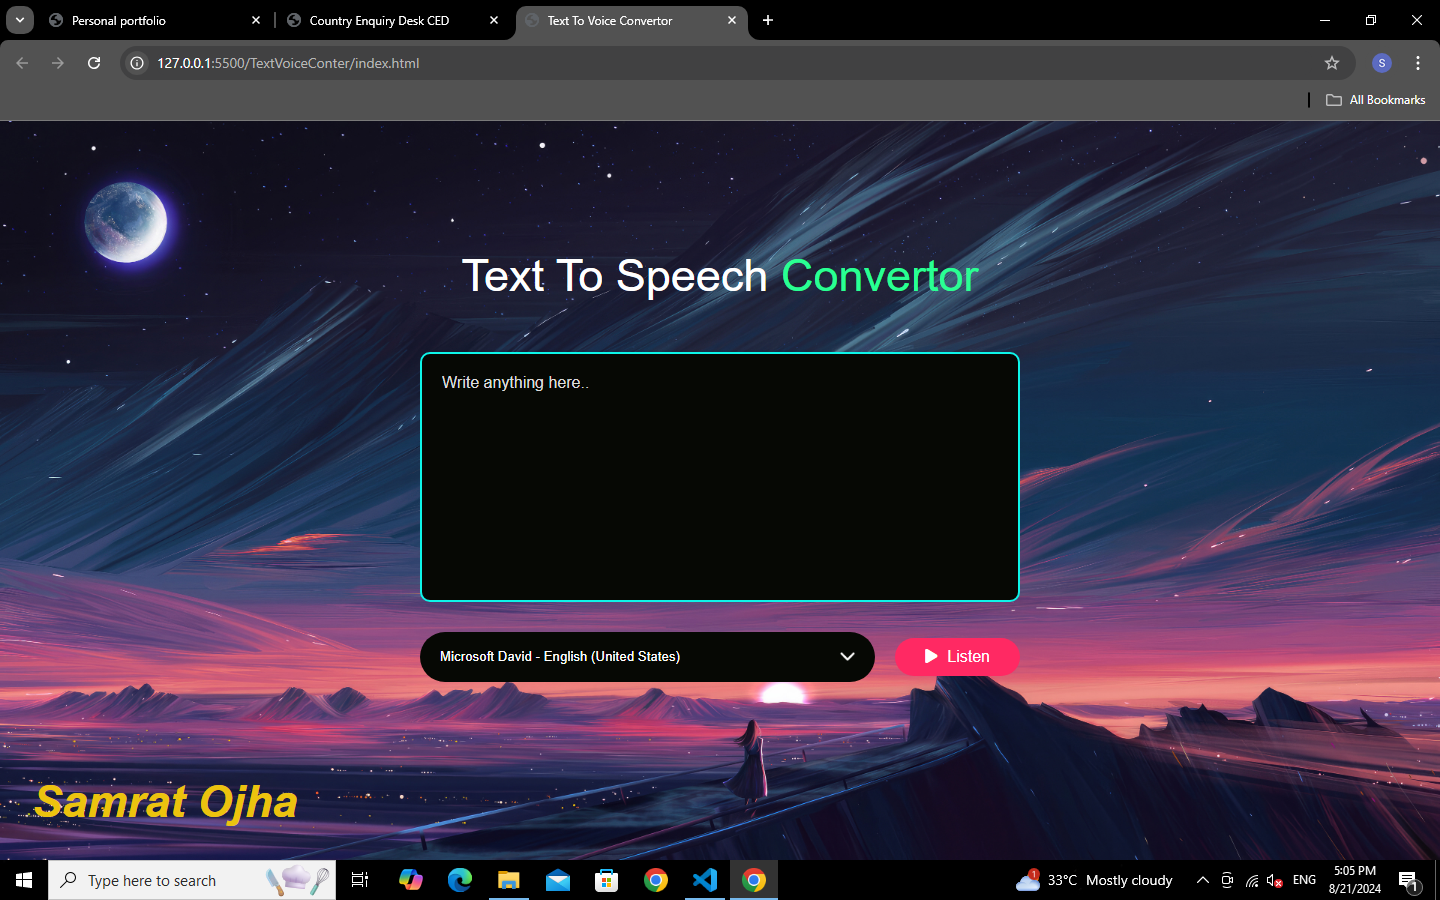 Personal portfolio
Country Enquiry Desk CED
Text To Voice Convertor
127.0.0.1:5500/TextVoiceConter/index.html
S
All Bookmarks
Text To Speech Convertor
Write anything here..
Microsoft David - English (United States)
Listen
Samrat Ojha
Type here to search
1
33°C Mostly cloudy
ENG
5:05 PM
8/21/2024
1